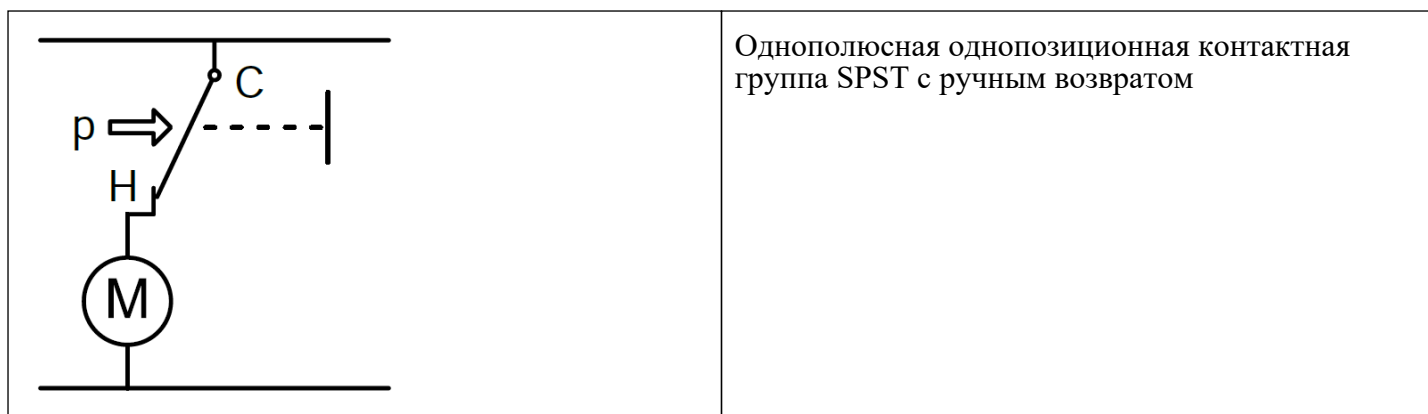 C
p
H
M
Однополюсная однопозиционная контактная
группа SPST с ручным возвратом